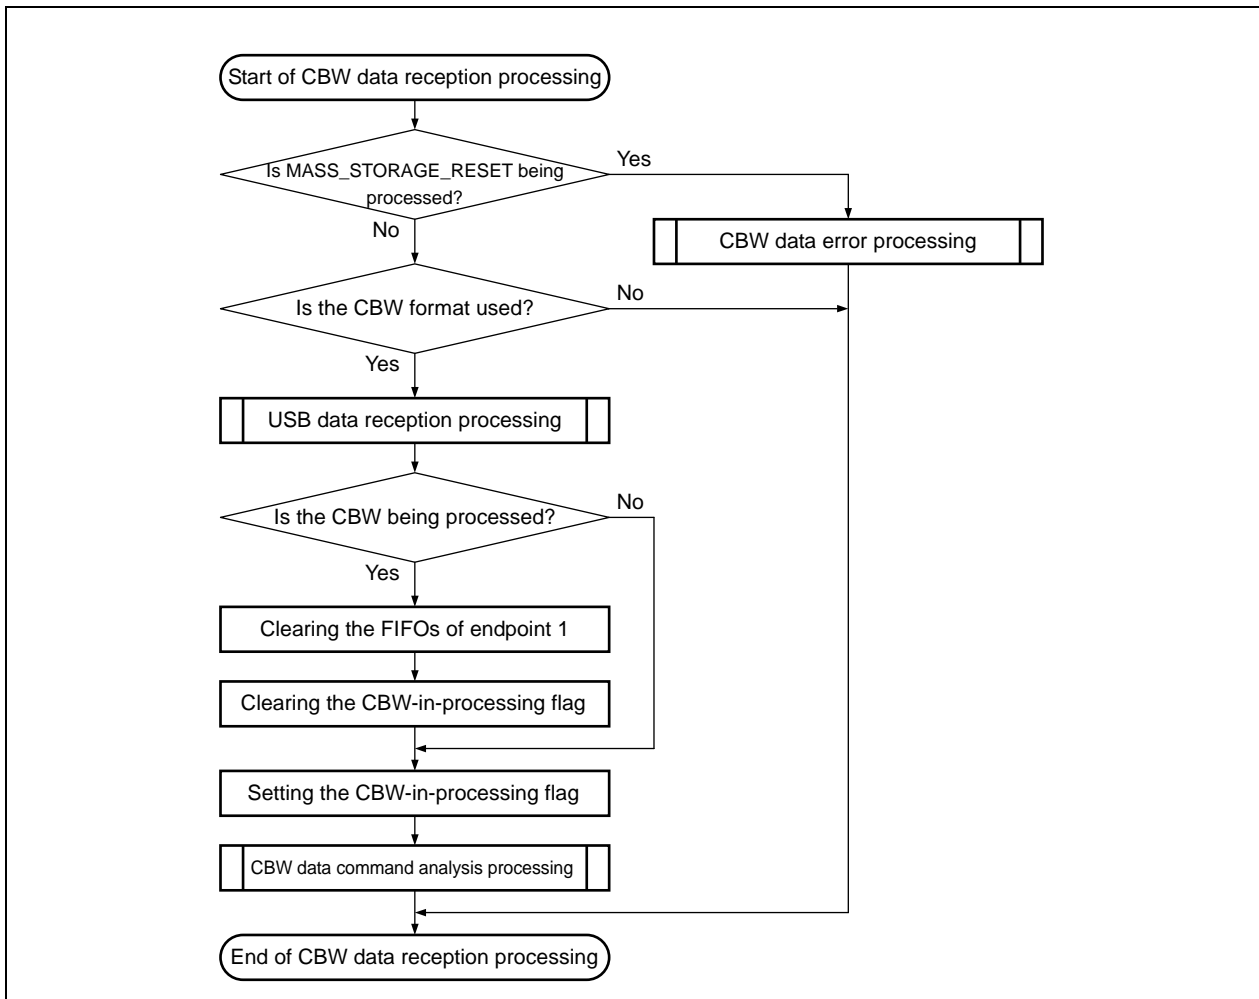 Start of CBW data reception processing
Is MASS_STORAGE_RESET being
processed?
Yes
No
CBW data error processing
Is the CBW format used?
No
Yes
USB data reception processing
Is the CBW being processed?
No
Yes
Clearing the FIFOs of endpoint 1
Clearing the CBW-in-processing flag
Setting the CBW-in-processing flag
CBW data command analysis processing
End of CBW data reception processing